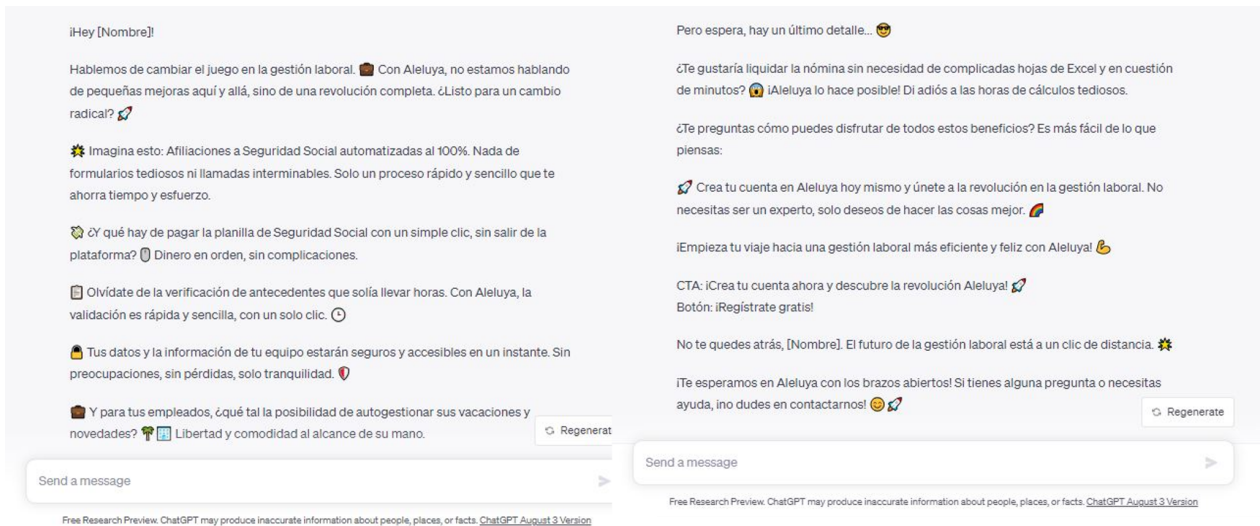 ¡Hey [Nombre]!
Hablemos de cambiar el juego en la gestión laboral. 💼 Con Aleluya, no estamos hablando
de pequeñas mejoras aquí y allá, sino de una revolución completa. ¿Listo para un cambio
radical? 🚀
🌟 Imagina esto: Afiliaciones a Seguridad Social automatizadas al 100%. Nada de
formularios tediosos ni llamadas interminables. Solo un proceso rápido y sencillo que te
ahorra tiempo y esfuerzo.
💸 ¿Y qué hay de pagar la planilla de Seguridad Social con un simple clic, sin salir de la
plataforma? 🖱️ Dinero en orden, sin complicaciones.
📋 Olvídate de la verificación de antecedentes que solía llevar horas. Con Aleluya, la
validación es rápida y sencilla, con un solo clic. 🕒
🔒 Tus datos y la información de tu equipo estarán seguros y accesibles en un instante. Sin
preocupaciones, sin pérdidas, solo tranquilidad. 🛡️
💼 Y para tus empleados, ¿qué tal la posibilidad de autogestionar sus vacaciones y
novedades? 🌴🏢 Libertad y comodidad al alcance de su mano.
Regenerat
Send a message
Free Research Preview. ChatGPT may produce inaccurate information about people, places, or facts. ChatGPT August 3 Version
Pero espera, hay un último detalle... 😎
¿Te gustaría liquidar la nómina sin necesidad de complicadas hojas de Excel y en cuestión
de minutos? 😱 ¡Aleluya lo hace posible! Di adiós a las horas de cálculos tediosos.
¿Te preguntas cómo puedes disfrutar de todos estos beneficios? Es más fácil de lo que
piensas:
🚀 Crea tu cuenta en Aleluya hoy mismo y únete a la revolución en la gestión laboral. No
necesitas ser un experto, solo deseos de hacer las cosas mejor. 🌈
¡Empieza tu viaje hacia una gestión laboral más eficiente y feliz con Aleluya! 💪
CTA: ¡Crea tu cuenta ahora y descubre la revolución Aleluya! 🚀
Botón: ¡Regístrate gratis!
No te quedes atrás, [Nombre]. El futuro de la gestión laboral está a un clic de distancia. 🌟
¡Te esperamos en Aleluya con los brazos abiertos! Si tienes alguna pregunta o necesitas
ayuda, ¡no dudes en contactarnos! 😊🚀
Regenerate
Send a message
Free Research Preview. ChatGPT may produce inaccurate information about people, places, or facts. ChatGPT August 3 Version